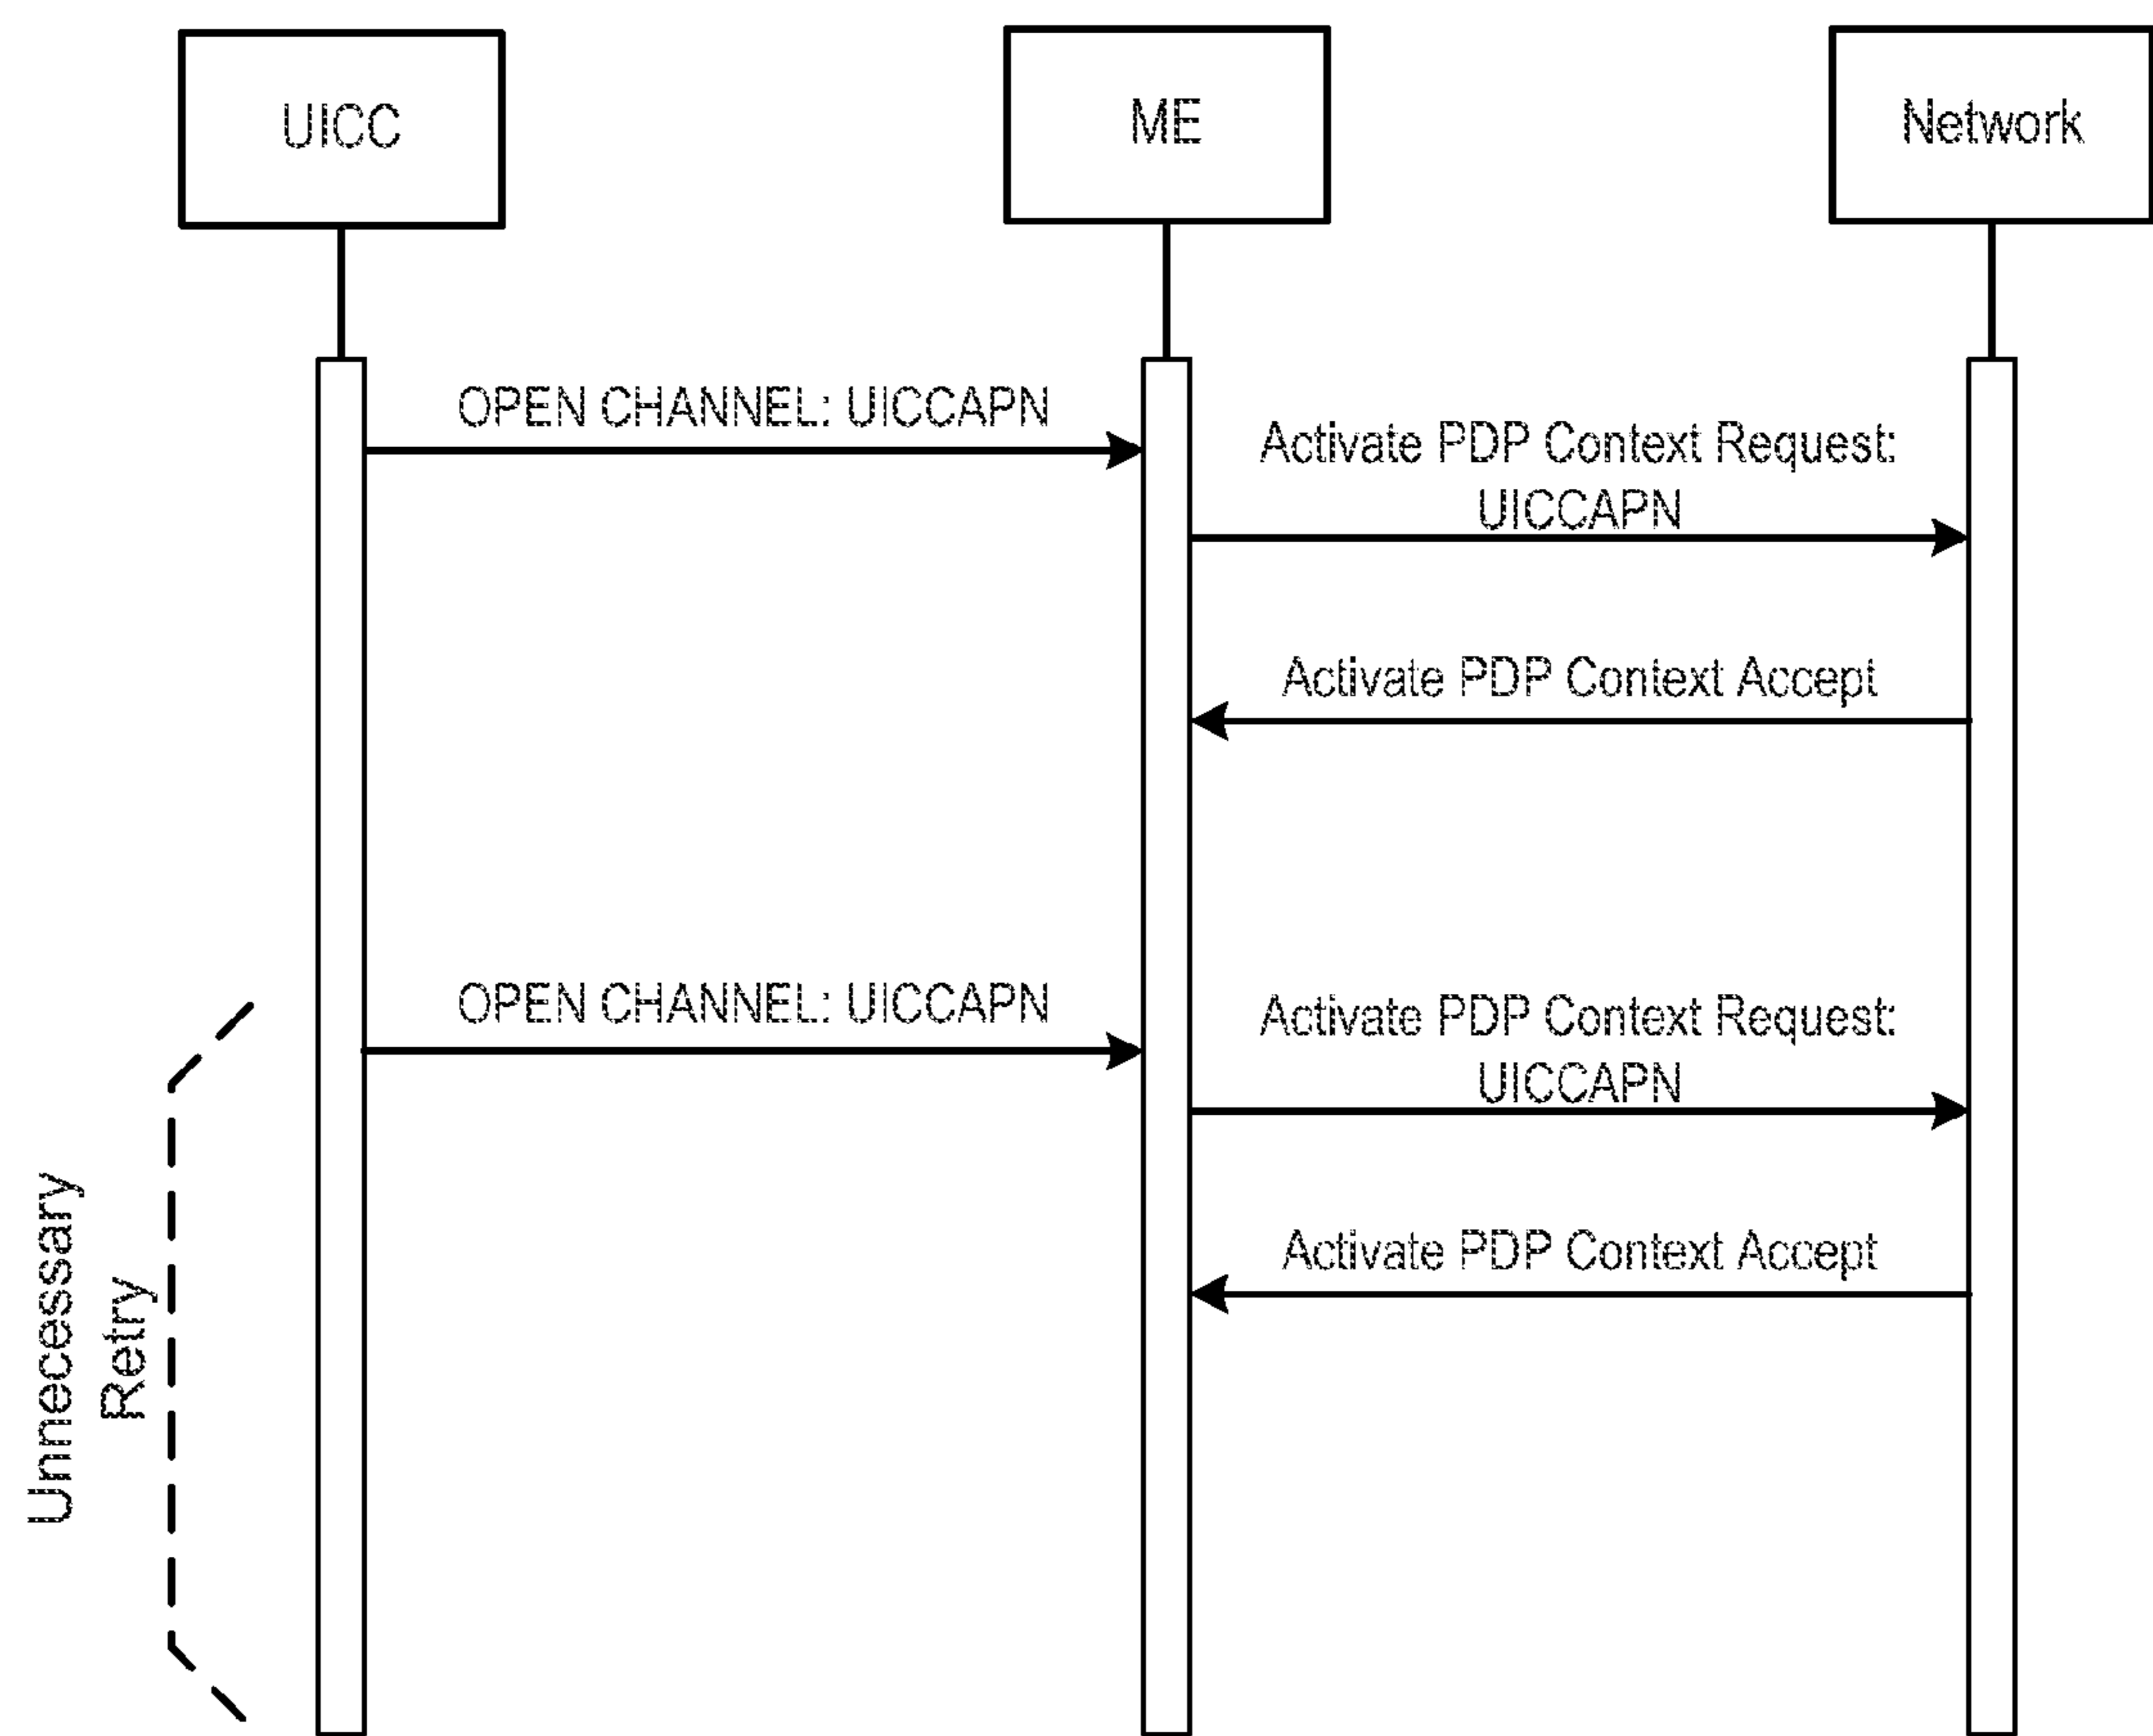 UICC
ME
Network
OPEN CHANNEL: UICCAPN
Activate PDP Context Request:
UICCAPN
Activate PDP Context Accept
OPEN CHANNEL: UICCAPN
Activate PDP Context Request:
UICCAPN
Activate PDP Context Accept
Unnecessary
Retry